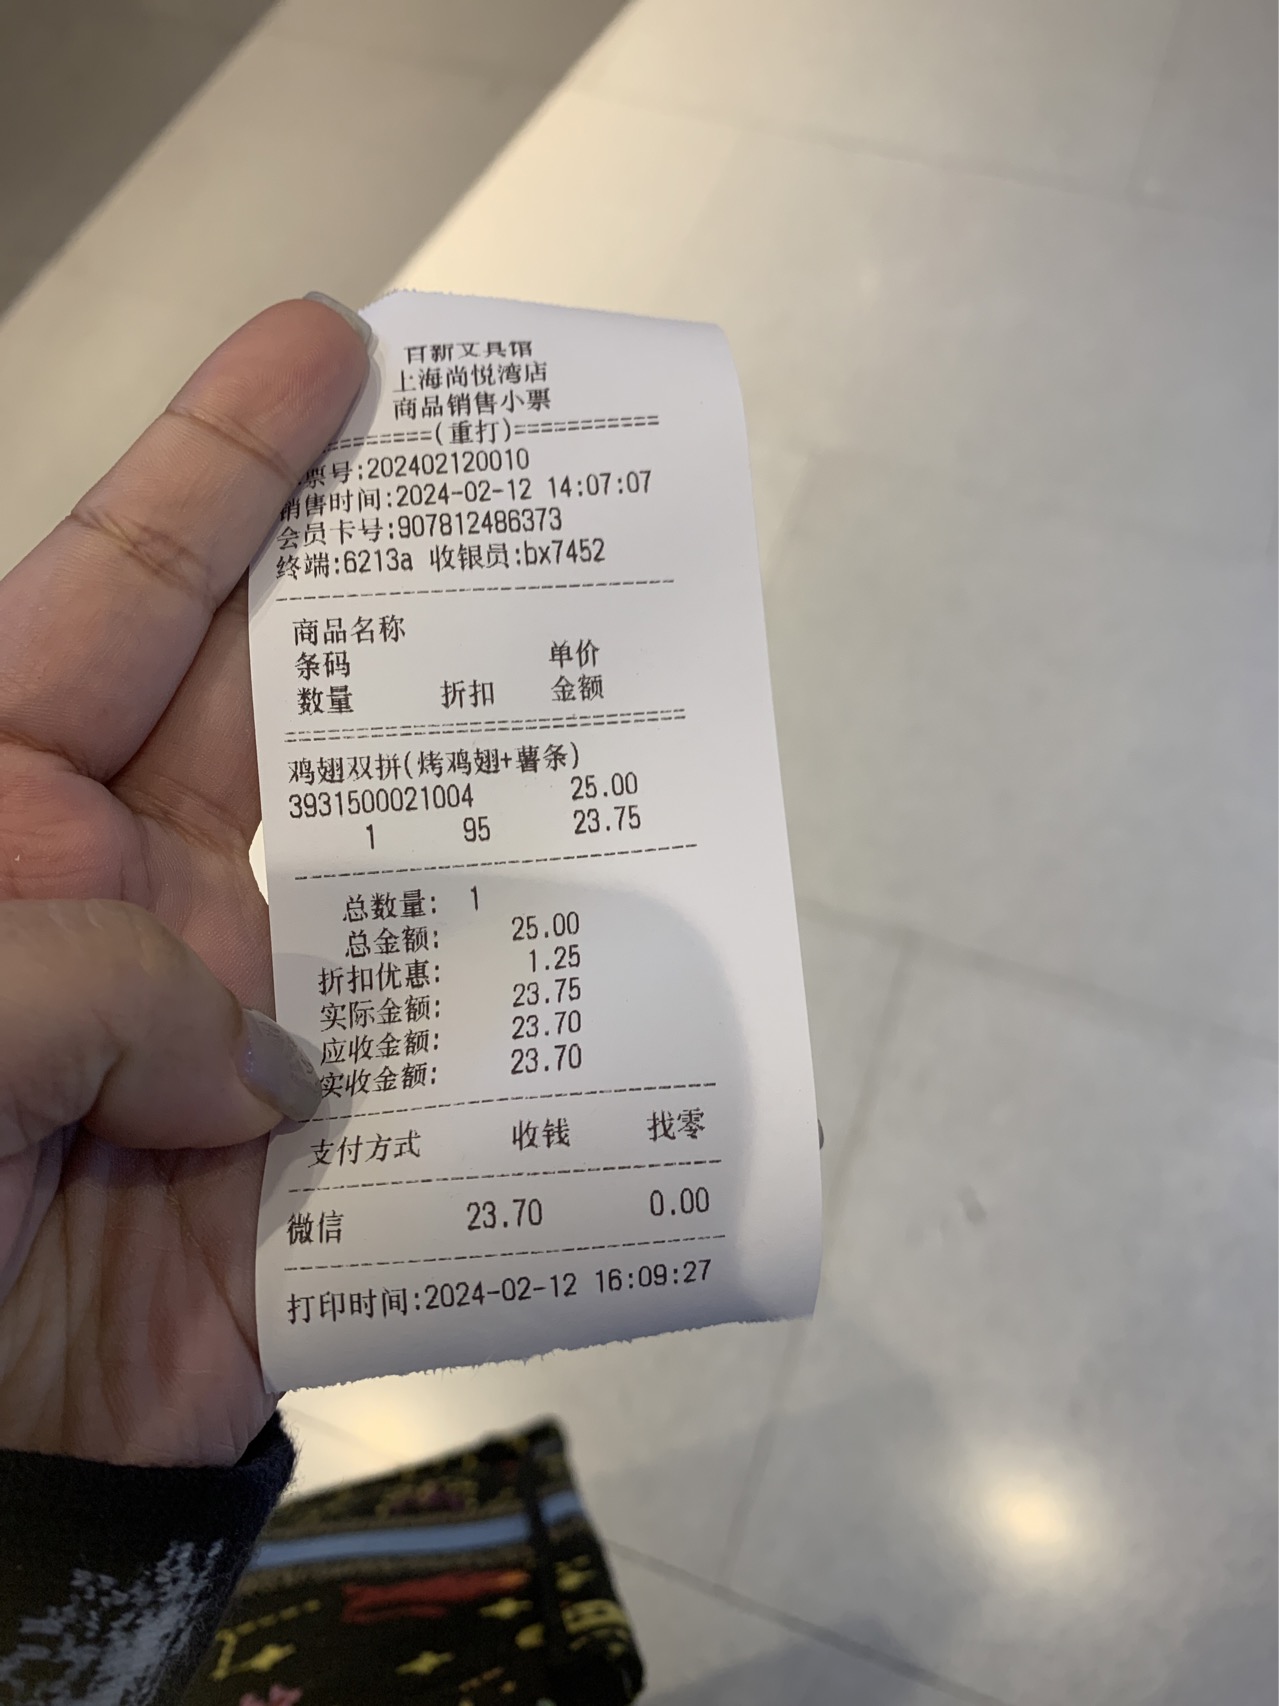 百新文具馆
上海尚悦湾店
商品销售小票
=========(重打)===========
票号:202402120010
销售时间:2024-02-12 14:07:07
会员卡号:907812486373
终端:6213a 收银员:bx7452
商品名称
条码 单价
数量 折扣 金额
鸡翅双拼(烤鸡翅+薯条)
3931500021004 25.00
1 95 23.75
总数量: 1
总金额: 25.00
折扣优惠: 1.25
实际金额: 23.75
应收金额: 23.70
实收金额: 23.70
支付方式 收钱 找零
微信 23.70 0.00
打印时间:2024-02-12 16:09:27